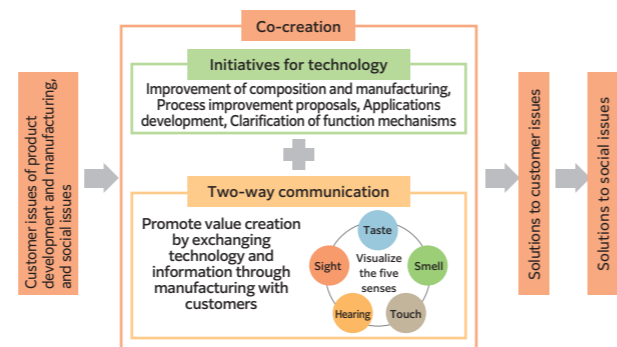 Customer issues of product
development and manufacturing,
and social issues
Co-creation
Initiatives for technology
Improvement of composition and manufacturing,
Process improvement proposals, Applications
development, Clarification of function mechanisms
Two-way communication
Promote value creation
by exchanging
technology and
information through
manufacturing with
customers
Taste
Sight
Visualize
the five
senses
Smell
Hearing
Touch
Solutions to customer issues
Solutions to social issues